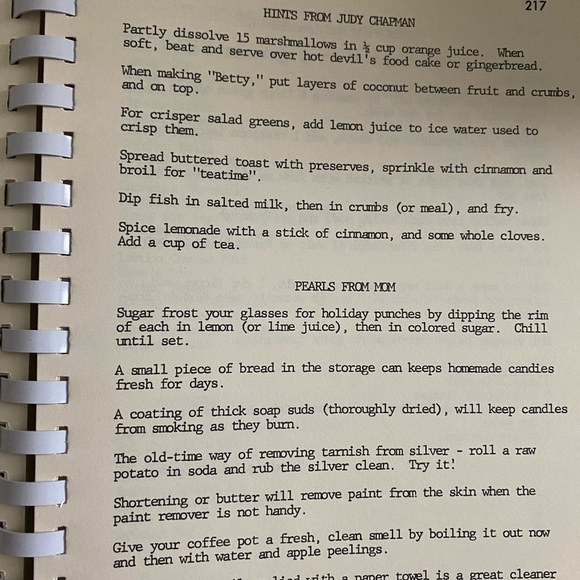 217
HINTS FROM JUDY CHAPMAN
Partly dissolve 15 marshmallows in ½ cup orange juice. When
soft, beat and serve over hot devil's food cake or gingerbread.
When making "Betty," put layers of coconut between fruit and crumbs,
and on top.
For crisper salad greens, add lemon juice to ice water used to
crisp them.
Spread buttered toast with preserves, sprinkle with cinnamon and
broil for "teatime".
Dip fish in salted milk, then in crumbs (or meal), and fry.
Spice lemonade with a stick of cinnamon, and some whole cloves.
Add a cup of tea.
PEARLS FROM MOM
Sugar frost your glasses for holiday punches by dipping the rim
of each in lemon (or lime juice), then in colored sugar. Chill
until set.
A small piece of bread in the storage can keeps homemade candies
fresh for days.
A coating of thick soap suds (thoroughly dried), will keep candles
from smoking as they burn.
The old-time way of removing tarnish from silver - roll a raw
potato in soda and rub the silver clean. Try it!
Shortening or butter will remove paint from the skin when the
paint remover is not handy.
Give your coffee pot a fresh, clean smell by boiling it out now
and then with water and apple peelings.
with a paper towel is a great cleaner